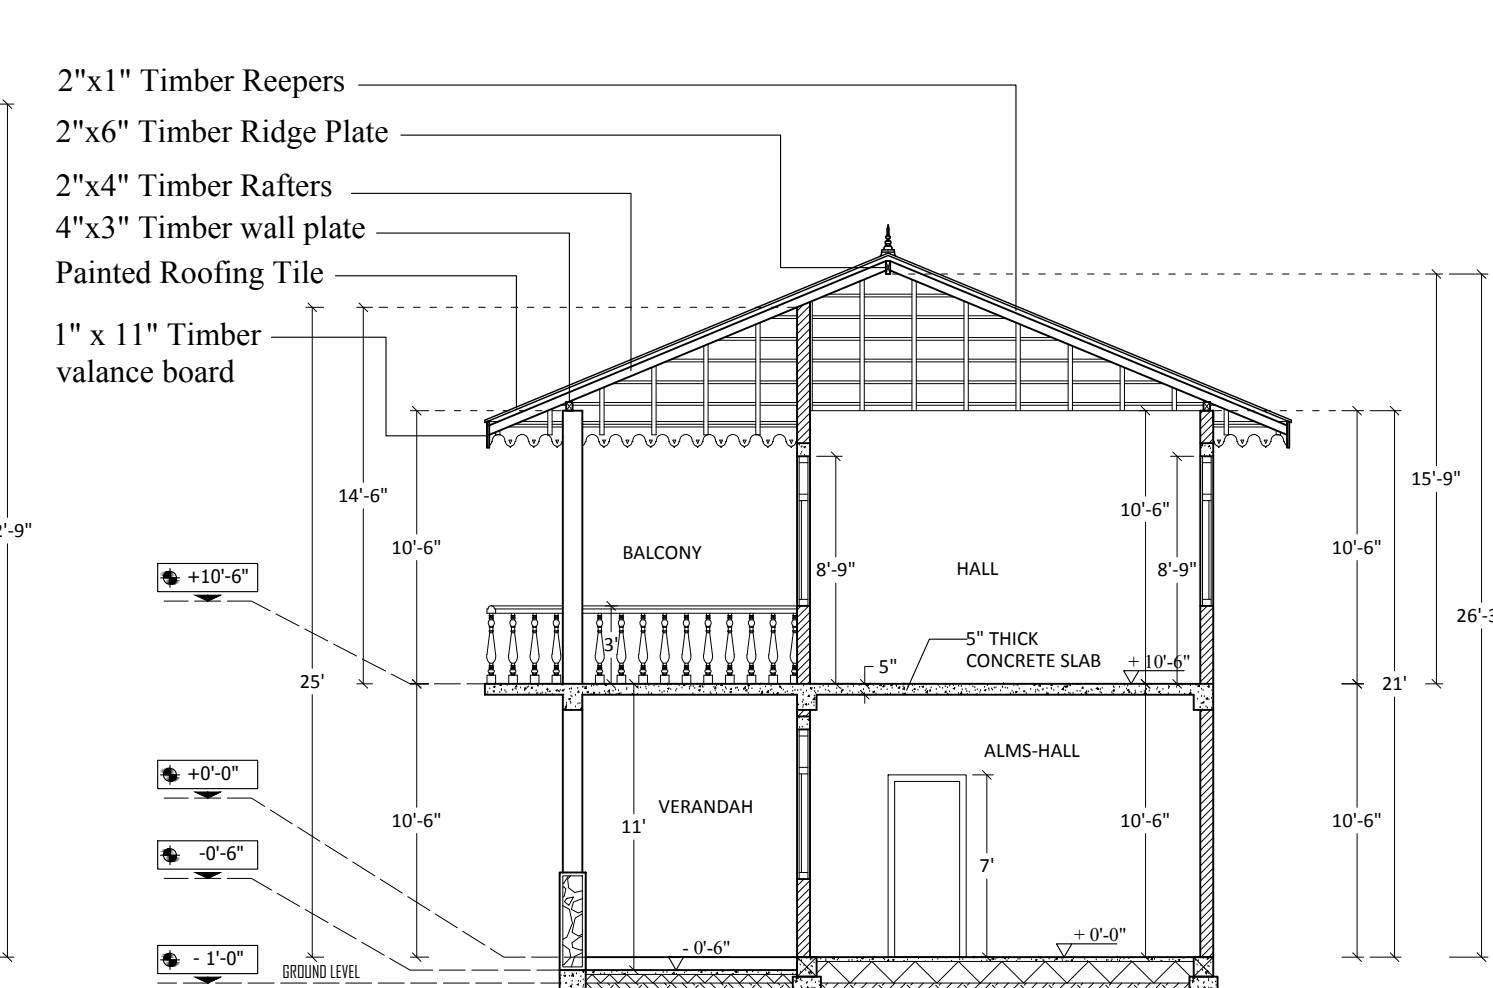 2"x1" Timber Reepers
2"x6" Timber Ridge Plate
2"x4" Timber Rafters
4"x3" Timber wall plate
Painted Roofing Tile
1" x 11" Timber
valance board
15'-9"
14'-6"
10'-6"
10'-6"
10'-6"
BALCONY
8'-9"
HALL
8'-9"
+10'-6"
26'-3
3'
5" THICK
CONCRETE SLAB
+ 10'-6"
5"
25'
21'
ALMS-HALL
+0'-0"
VERANDAH
10'-6"
11'
10'-6"
10'-6"
-0'-6"
7'
+ 0'-0"
- 0'-6"
- 1'-0"
GROUND LEVEL